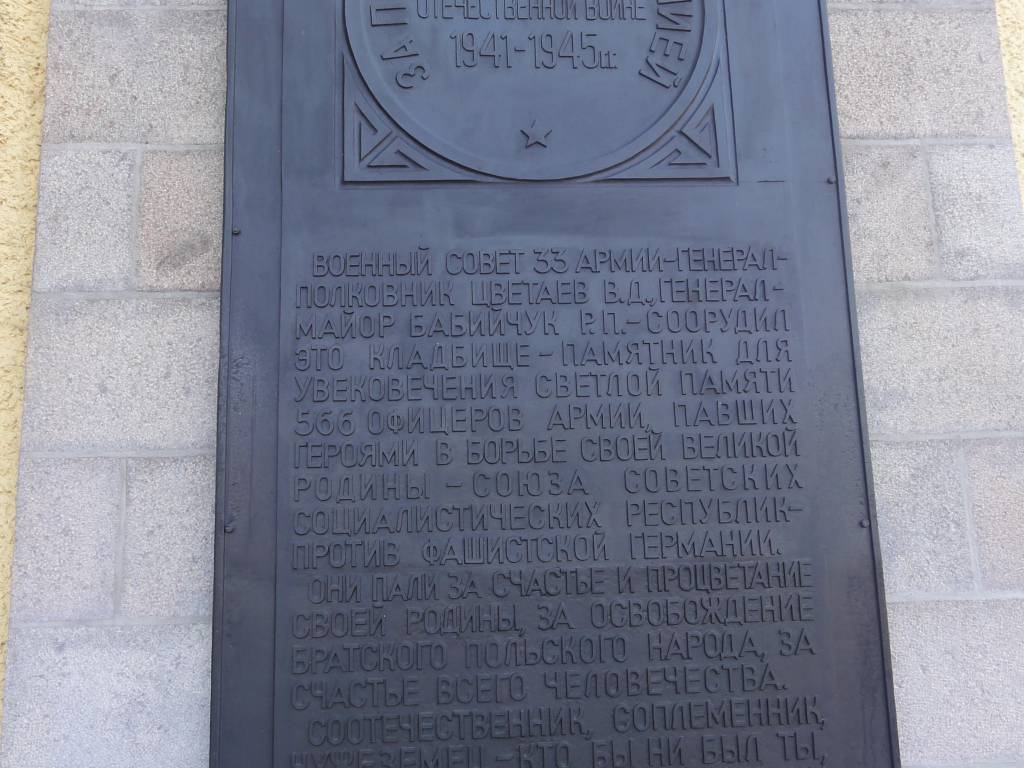 ОТЕЧЕСТВЕННОЙ ВОЙНЕ
1941-1945гг.
ЗА П
ИЕЙ
ВОЕННЫЙ СОВЕТ 33 АРМИИ-ГЕНЕРАЛ-
ПОЛКОВНИК ЦВЕТАЕВ В.Д., ГЕНЕРАЛ-
МАЙОР БАБИЙЧУК Р.П.-СООРУДИЛ
ЭТО КЛАДБИЩЕ-ПАМЯТНИК ДЛЯ
УВЕКОВЕЧЕНИЯ СВЕТЛОЙ ПАМЯТИ
566 ОФИЦЕРОВ АРМИИ, ПАВШИХ
ГЕРОЯМИ В БОРЬБЕ СВОЕЙ ВЕЛИКОЙ
РОДИНЫ-СОЮЗА СОВЕТСКИХ
СОЦИАЛИСТИЧЕСКИХ РЕСПУБЛИК-
ПРОТИВ ФАШИСТСКОЙ ГЕРМАНИИ.
ОНИ ПАЛИ ЗА СЧАСТЬЕ И ПРОЦВЕТАНИЕ
СВОЕЙ РОДИНЫ, ЗА ОСВОБОЖДЕНИЕ
БРАТСКОГО ПОЛЬСКОГО НАРОДА, ЗА
СЧАСТЬЕ ВСЕГО ЧЕЛОВЕЧЕСТВА.
СООТЕЧЕСТВЕННИК, СОПЛЕМЕННИК,
ЧУЖЕЗЕМЕЦ-КТО БЫ НИ БЫЛ ТЫ,